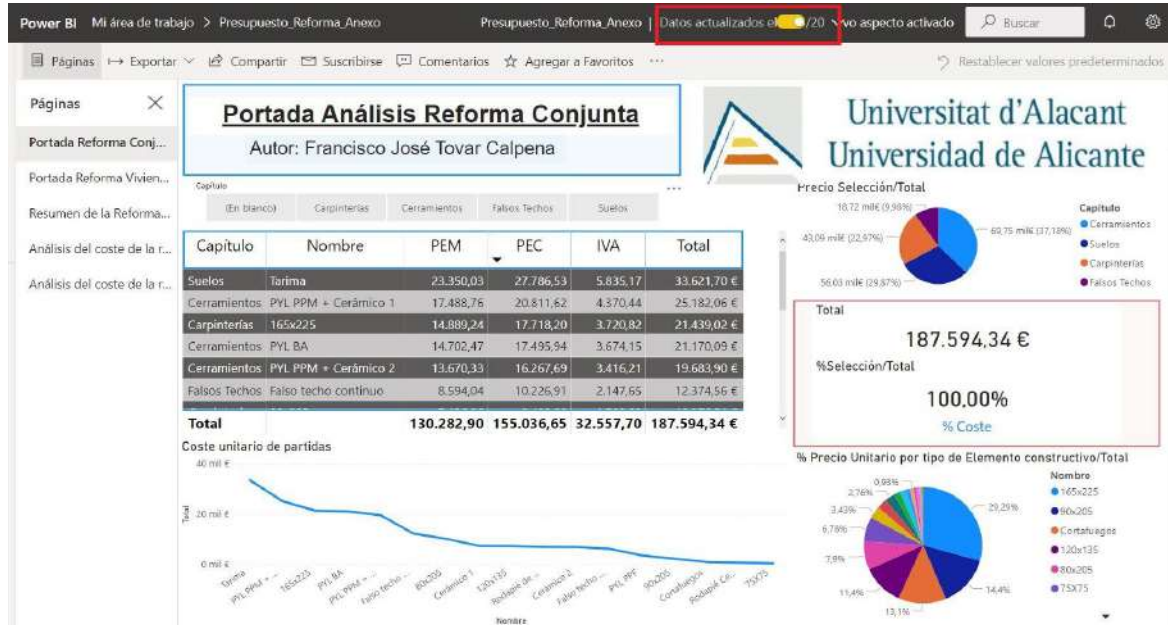 Power BI Mi área de trabajo > Presupuesto_Reforma_Anexo Presupuesto_Reforma_Anexo | Datos actualizados el /20 vo aspecto activado Buscar
Páginas Exportar Compartir Suscribirse Comentarios Agregar a Favoritos ... Restablecer valores predeterminados
Páginas
Portada Reforma Conj...
Portada Reforma Vivien...
Resumen de la Reforma...
Análisis del coste de la r...
Análisis del coste de la r...
Portada Análisis Reforma Conjunta
Autor: Francisco José Tovar Calpena
Universitat d'Alacant
Universidad de Alicante
Capítulo
(En blanco) Carpinterías Cerramientos Falsos Techos Suelos
Capítulo Nombre PEM PEC IVA Total
Suelos Tarima 23.350,03 27.786,53 5.835,17 33.621,70 €
Cerramientos PYL PPM + Cerámico 1 17.488,76 20.811,62 4.370,44 25.182,06 €
Carpinterías 165x225 14.889,24 17.718,20 3.720,82 21.439,02 €
Cerramientos PYL BA 14.702,47 17.495,94 3.674,15 21.170,09 €
Cerramientos PYL PPM + Cerámico 2 13.670,33 16.267,69 3.416,21 19.683,90 €
Falsos Techos Falso techo continuo 8.594,04 10.226,91 2.147,65 12.374,56 €
Total 130.282,90 155.036,65 32.557,70 187.594,34 €
Precio Selección/Total
18,72 mil€ (9,98%)
69,75 mil€ (37,18%)
43,09 mil€ (22,97%)
56,03 mil€ (29,87%)
Capítulo
Cerramientos
Suelos
Carpinterías
Falsos Techos
Total
187.594,34 €
%Selección/Total
100,00%
% Coste
Coste unitario de partidas
40 mil €
20 mil €
0 mil €
Total
Tarima
PYL PPM + ...
165x225
PYL BA
PYL PPM + ...
Falso techo ...
80x205
Cerámico 1
120x135
Rodapié de ...
Cerámico 2
Falso techo ...
PYL PPF
90x205
Cortafuegos
Rodapié Ce...
75X75
Nombre
% Precio Unitario por tipo de Elemento constructivo/Total
0,93%
2,76%
3,43%
6,78%
7,9%
11,4%
13,1%
14,4%
29,29%
Nombre
165x225
90x205
Cortafuegos
120x135
80x205
75X75